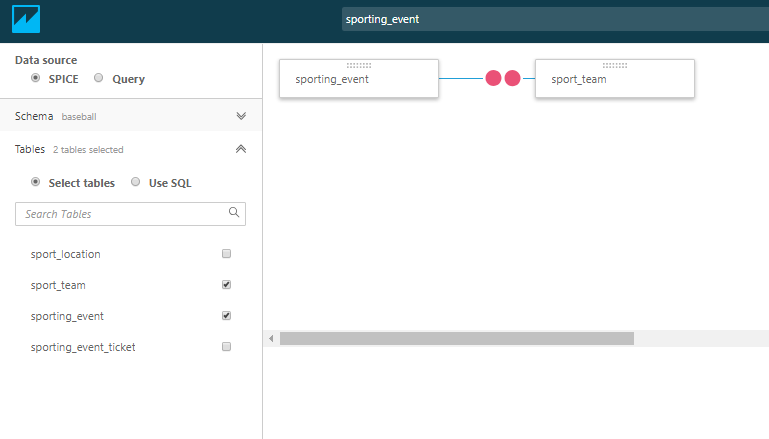 sporting_event
Data source
SPICE Query
Schema baseball
Tables 2 tables selected
Select tables Use SQL
Search Tables
sport_location
sport_team
sporting_event
sporting_event_ticket
sporting_event sport_team